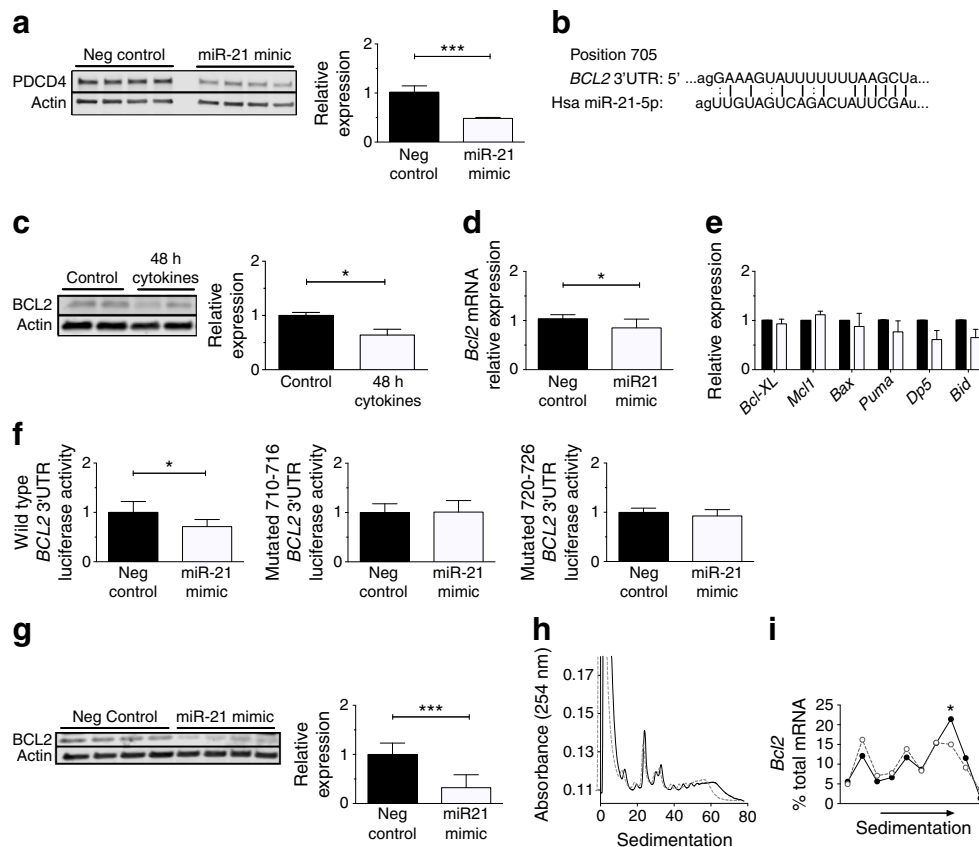 a
Neg control
miR-21 minic
PDCD4
Actin
Relative
expression
2
1
0
***
Neg
control
miR-21
mimic
b
Position 705
BCL2 3'UTR: 5' ...agGAAAGUAUUUUUUAAGCUa...
Hsa miR-21-5p: agUUGUAGUCAGACUAUUCGAu...
c
Control
48 h
cytokines
BCL2
Actin
Relative
expression
2
1
0
*
Control
48 h
cytokines
d
Bcl2 mRNA
relative expression
2
1
0
*
Neg
control
miR21
mimic
e
Relative expression
2
1
0
Bcl-XL
Mcl1
Bax
Puma
Dp5
Bid
f
Wild type
BCL2 3'UTR
luciferase activity
2
1
0
*
Neg
control
miR-21
mimic
Mutated 710-716
BCL2 3'UTR
luciferase activity
2
1
0
Neg
control
miR-21
mimic
Mutated 720-726
BCL2 3'UTR
luciferase activity
2
1
0
Neg
control
miR-21
mimic
g
Neg Control
miR-21 mimic
BCL2
Actin
Relative
expression
2
1
0
***
Neg
control
miR21
mimic
h
Absorbance (254 nm)
0.17
0.15
0.13
0.11
0 20 40 60 80
Sedimentation
i
Bcl2
% total mRNA
25
20
15
10
5
0
*
Sedimentation